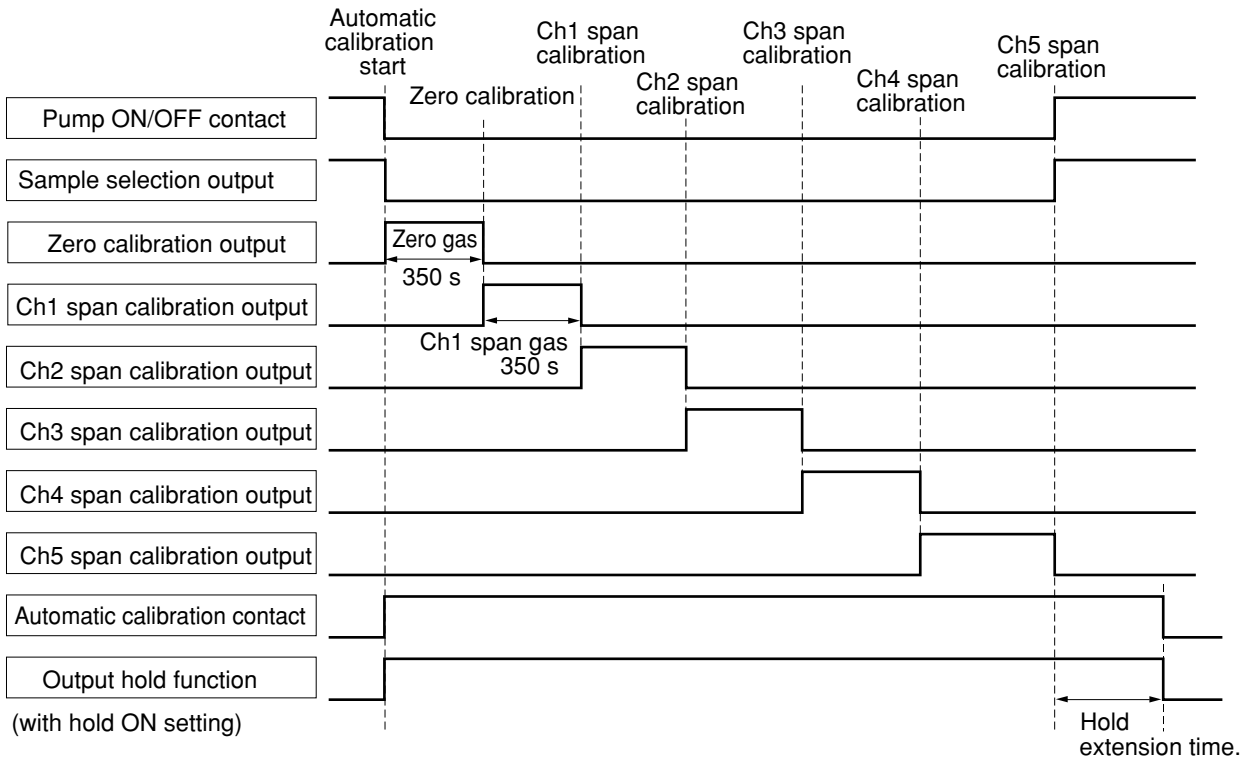 Automatic
calibration
start
Zero calibration
Ch1 span
calibration
Ch2 span
calibration
Ch3 span
calibration
Ch4 span
calibration
Ch5 span
calibration
Pump ON/OFF contact
Sample selection output
Zero calibration output
Zero gas
350 s
Ch1 span calibration output
Ch1 span gas
350 s
Ch2 span calibration output
Ch3 span calibration output
Ch4 span calibration output
Ch5 span calibration output
Automatic calibration contact
Output hold function
(with hold ON setting)
Hold
extension time.